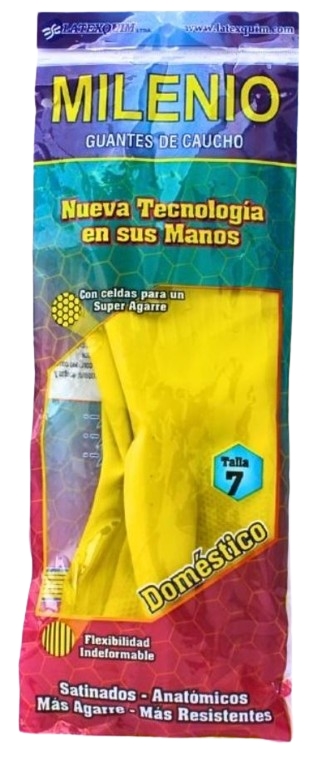 LATEXQUIM LTDA. www.latexquim.com
MILENIO
GUANTES DE CAUCHO
Nueva Tecnología
en sus Manos
Con celdas para un
Super Agarre
Talla
7
Doméstico
Flexibilidad
Indeformable
Satinados - Anatómicos
Más Agarre - Más Resistentes